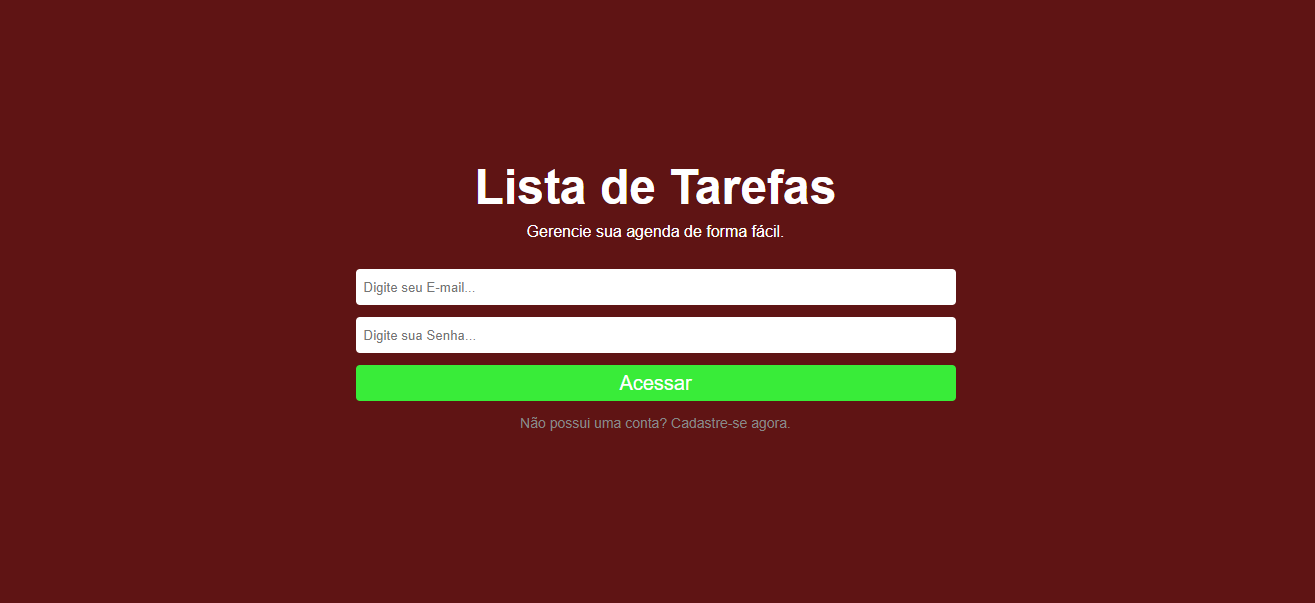 Lista de Tarefas
Gerencie sua agenda de forma fácil.
Digite seu E-mail...
Digite sua Senha...
Acessar
Não possui uma conta? Cadastre-se agora.